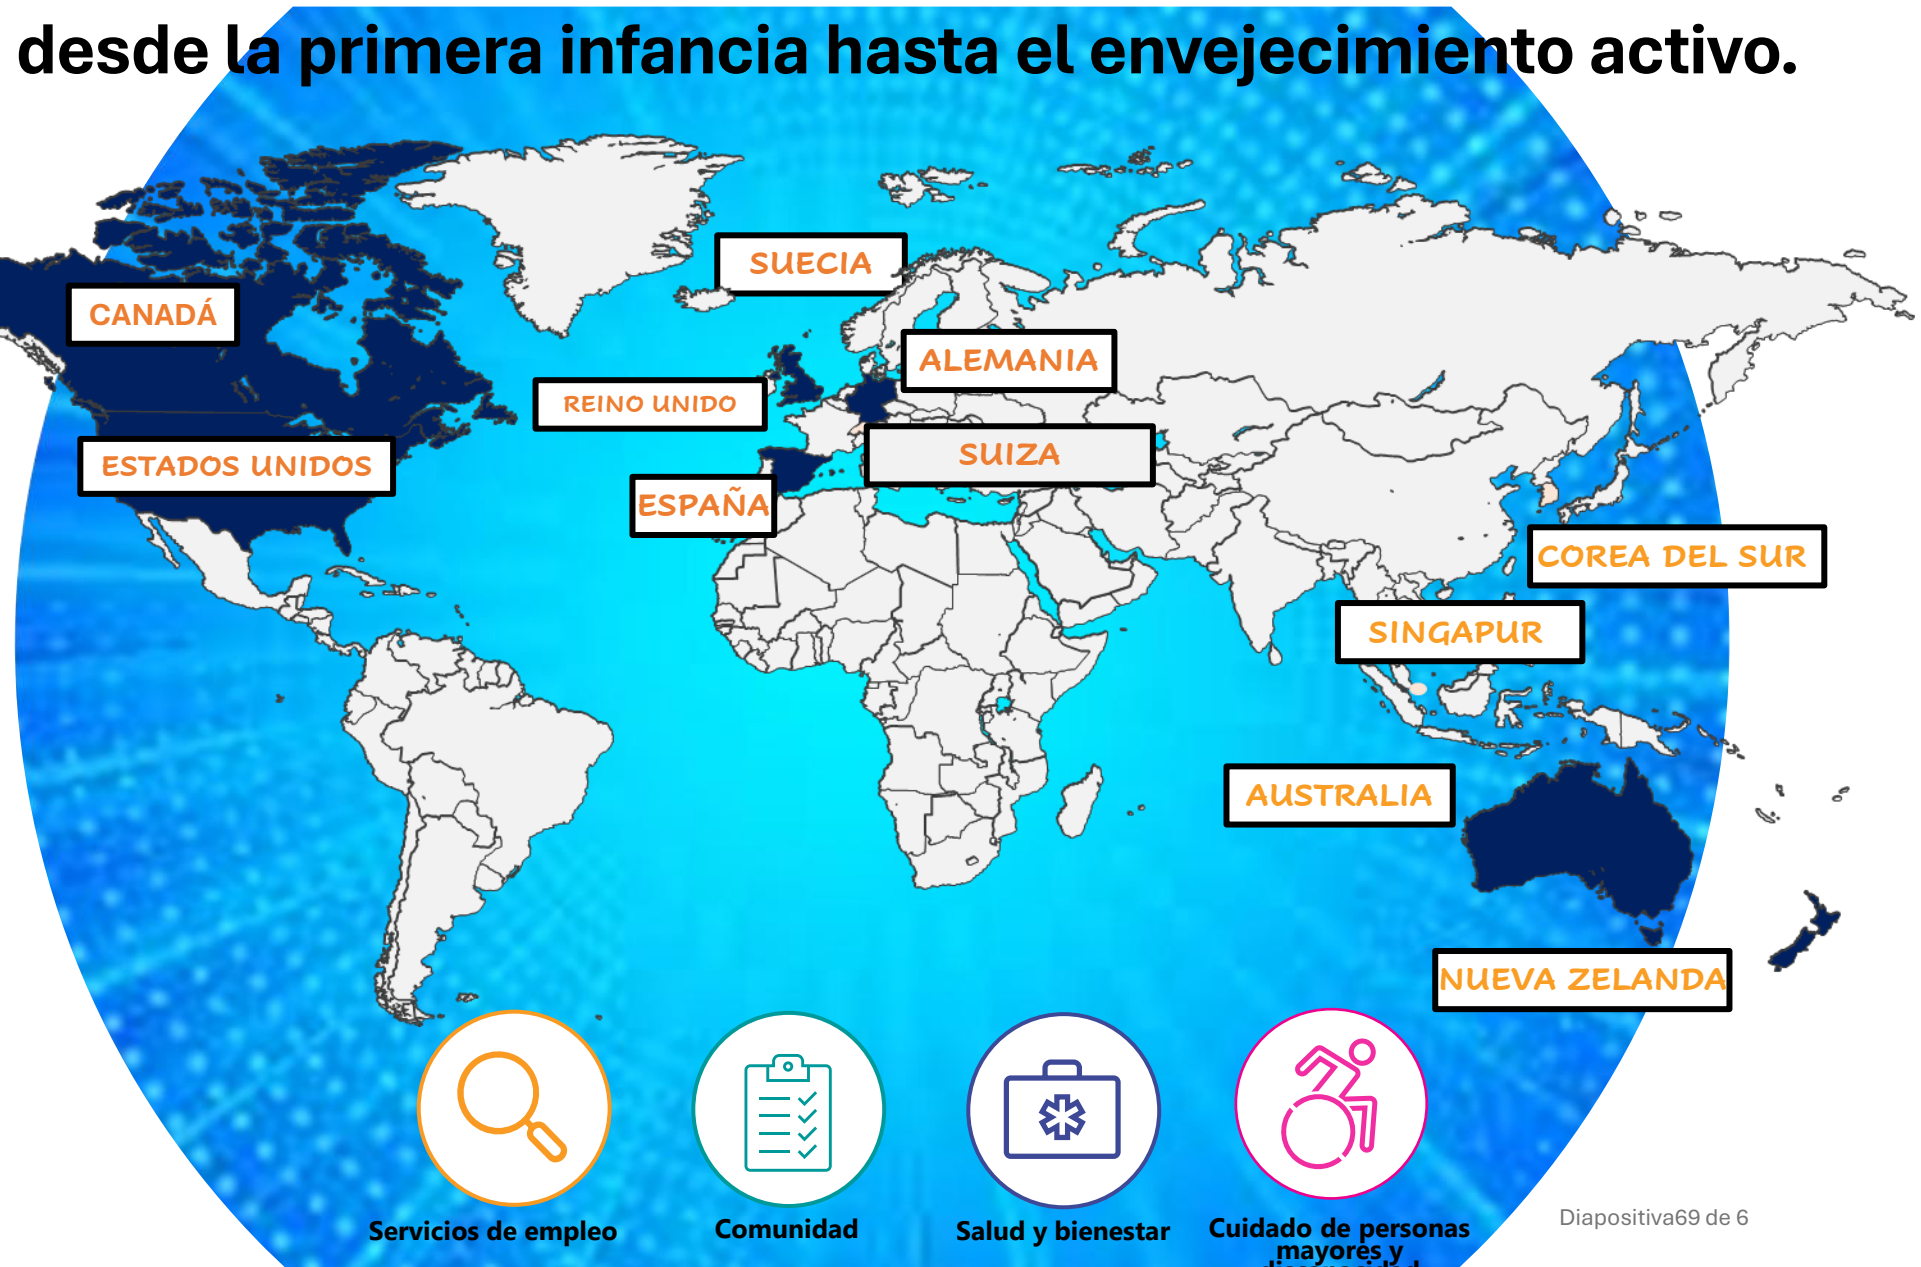 desde la primera infancia hasta el envejecimiento activo.
SUECIA
CANADÁ
ALEMANIA
REINO UNIDO
SUIZA
ESTADOS UNIDOS
ESPAÑA
COREA DEL SUR
SINGAPUR
AUSTRALIA
NUEVA ZELANDA
Servicios de empleo
Comunidad
Salud y bienestar
Cuidado de personas
mayores y
Diapositiva69 de 6